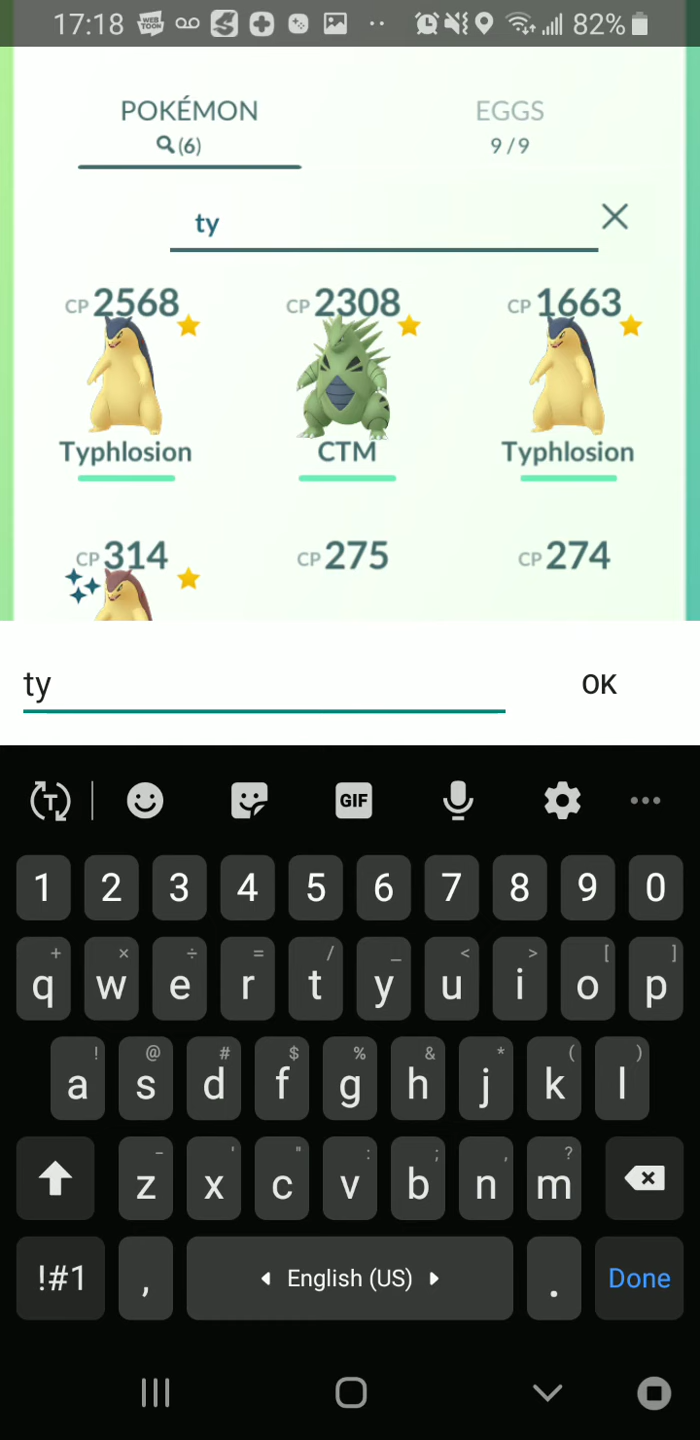 17:18 WEB TOON 82%
POKÉMON EGGS
(6) 9 / 9
ty
CP 2568 CP 2308 CP 1663
Typhlosion CTM Typhlosion
CP 314 CP 275 CP 274
ty OK
T GIF
1 2 3 4 5 6 7 8 9 0
+ × ÷ = / _ < > [ ]
q w e r t y u i o p
! @ # $ % & * ( )
a s d f g h j k l
- ' " : ; , ?
z x c v b n m
!#1 , English (US) . Done